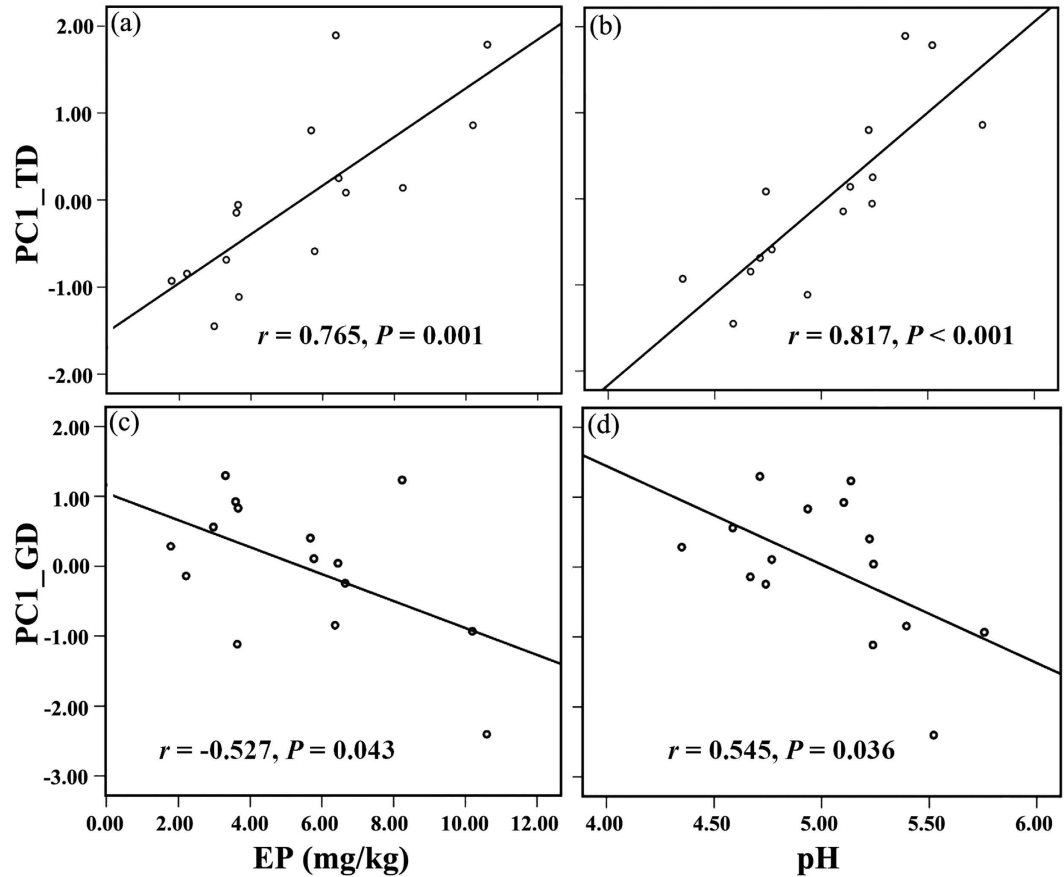 (a)
(b)
2.00
1.00
0.00
-1.00
-2.00
PC1_TD
r = 0.765, P = 0.001
r = 0.817, P < 0.001
(c)
(d)
2.00
1.00
0.00
-1.00
-2.00
-3.00
PC1_GD
r = -0.527, P = 0.043
r = 0.545, P = 0.036
0.00 2.00 4.00 6.00 8.00 10.00 12.00
4.00 4.50 5.00 5.50 6.00
EP (mg/kg)
pH